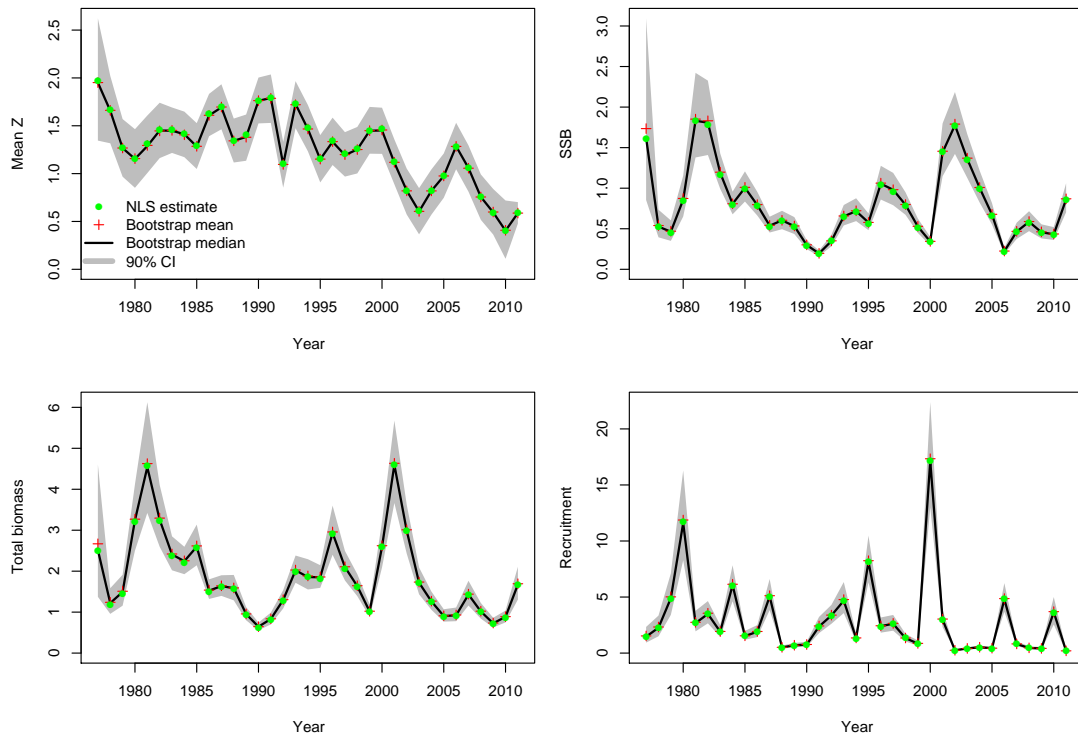 Mean Z
2.5
2.0
1.5
1.0
0.5
0.0
NLS estimate
Bootstrap mean
Bootstrap median
90% CI
1980 1985 1990 1995 2000 2005 2010
Year
SSB
3.0
2.5
2.0
1.5
1.0
0.5
0.0
1980 1985 1990 1995 2000 2005 2010
Year
Total biomass
6
5
4
3
2
1
0
1980 1985 1990 1995 2000 2005 2010
Year
Recruitment
20
15
10
5
0
1980 1985 1990 1995 2000 2005 2010
Year